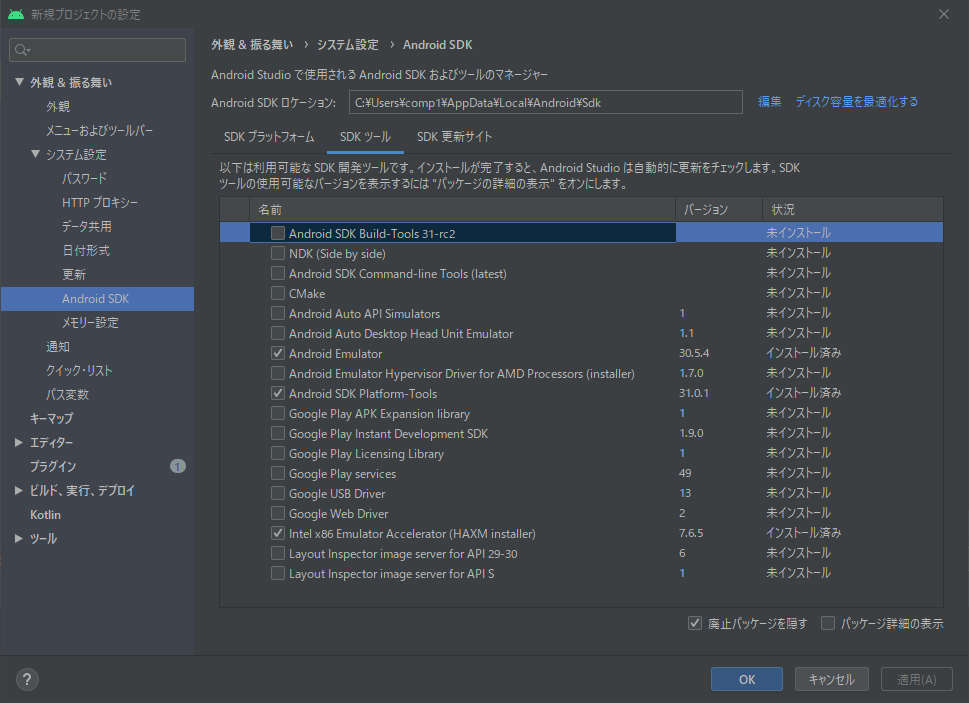 新規プロジェクトの設定
外観 & 振る舞い › システム設定 › Android SDK
外観 & 振る舞い
外観
メニューおよびツールバー
システム設定
パスワード
HTTP プロキシー
データ共用
日付形式
更新
Android SDK
メモリー設定
通知
クイック・リスト
パス変数
キーマップ
エディター
プラグイン 1
ビルド、実行、デプロイ
Kotlin
ツール
Android Studio で使用される Android SDK およびツールのマネージャー
Android SDK ロケーション: C:¥Users¥comp1¥AppData¥Local¥Android¥Sdk 編集 ディスク容量を最適化する
SDK プラットフォーム SDK ツール SDK 更新サイト
以下は利用可能な SDK 開発ツールです。インストールが完了すると、Android Studio は自動的に更新をチェックします。SDK
ツールの使用可能なバージョンを表示するには "パッケージの詳細の表示" をオンにします。
名前 バージョン 状況
Android SDK Build-Tools 31-rc2 未インストール
NDK (Side by side) 未インストール
Android SDK Command-line Tools (latest) 未インストール
CMake 未インストール
Android Auto API Simulators 1 未インストール
Android Auto Desktop Head Unit Emulator 1.1 未インストール
Android Emulator 30.5.4 インストール済み
Android Emulator Hypervisor Driver for AMD Processors (installer) 1.7.0 未インストール
Android SDK Platform-Tools 31.0.1 インストール済み
Google Play APK Expansion library 1 未インストール
Google Play Instant Development SDK 1.9.0 未インストール
Google Play Licensing Library 1 未インストール
Google Play services 49 未インストール
Google USB Driver 13 未インストール
Google Web Driver 2 未インストール
Intel x86 Emulator Accelerator (HAXM installer) 7.6.5 インストール済み
Layout Inspector image server for API 29-30 6 未インストール
Layout Inspector image server for API S 1 未インストール
廃止パッケージを隠す パッケージ詳細の表示
? OK キャンセル 適用(A)